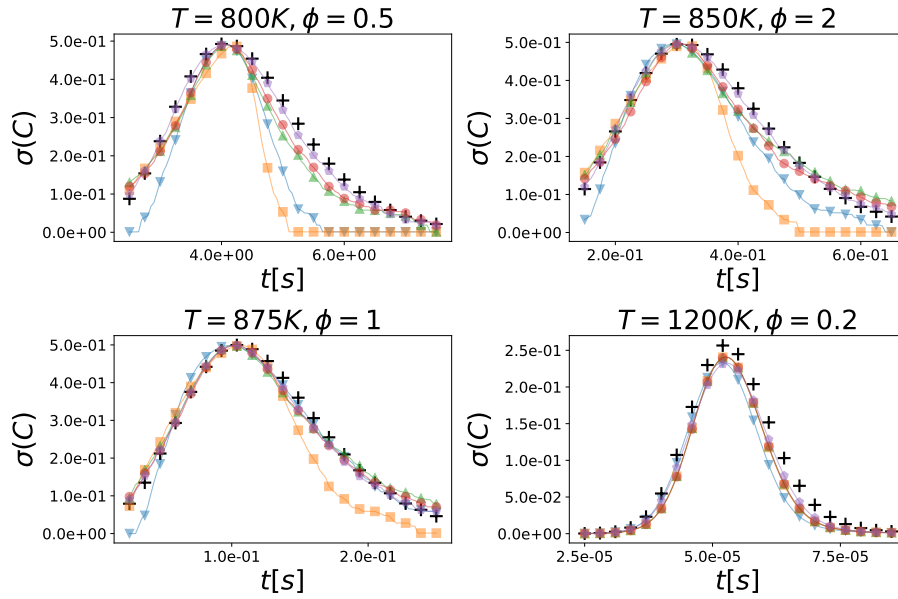 T = 800K, ϕ = 0.5
5.0e-01
4.0e-01
3.0e-01
2.0e-01
1.0e-01
0.0e+00
σ(C)
4.0e+00 6.0e+00
t[s]
T = 850K, ϕ = 2
5.0e-01
4.0e-01
3.0e-01
2.0e-01
1.0e-01
0.0e+00
σ(C)
2.0e-01 4.0e-01 6.0e-01
t[s]
T = 875K, ϕ = 1
5.0e-01
4.0e-01
3.0e-01
2.0e-01
1.0e-01
0.0e+00
σ(C)
1.0e-01 2.0e-01
t[s]
T = 1200K, ϕ = 0.2
2.5e-01
2.0e-01
1.5e-01
1.0e-01
5.0e-02
0.0e+00
σ(C)
2.5e-05 5.0e-05 7.5e-05
t[s]